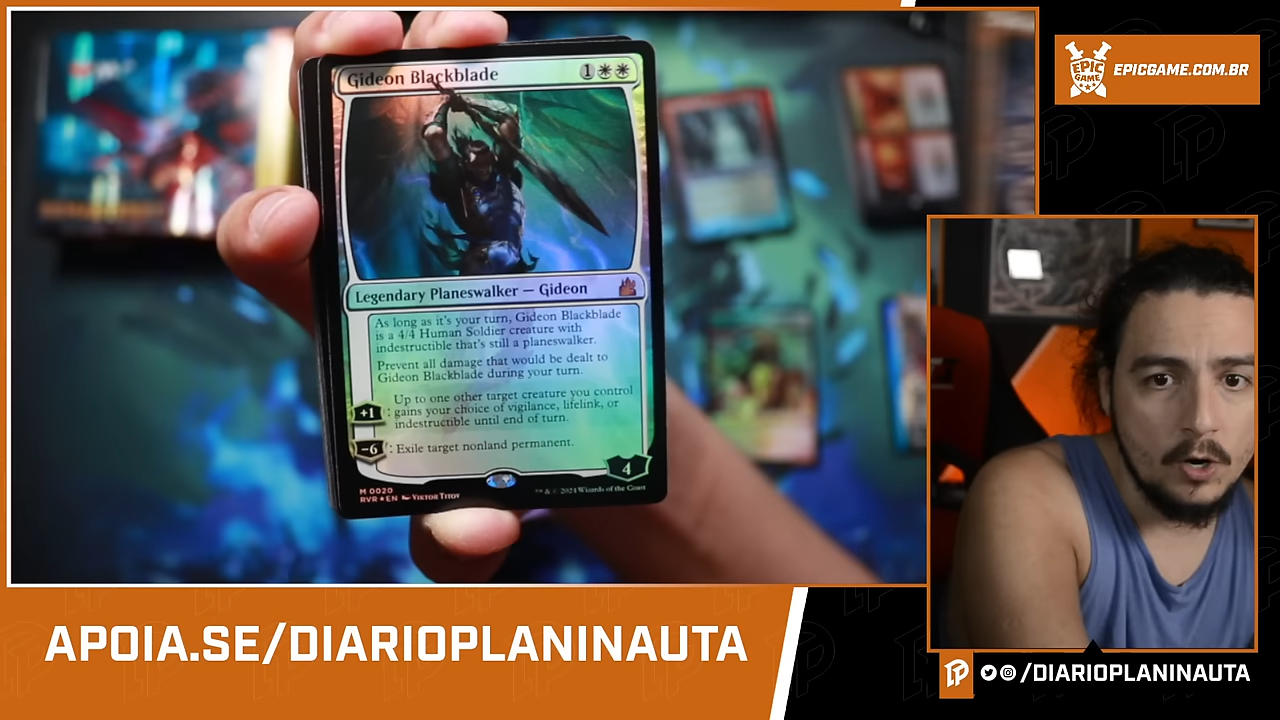 Gideon Blackblade
1
Legendary Planeswalker — Gideon
As long as it's your turn, Gideon Blackblade
is a 4/4 Human Soldier creature with
indestructible that's still a planeswalker.
Prevent all damage that would be dealt to
Gideon Blackblade during your turn.
+1 : Up to one other target creature you control
gains your choice of vigilance, lifelink, or
indestructible until end of turn.
-6 : Exile target nonland permanent.
4
M 0020
RVR ★ EN Viktor Titov
™ & © 2024 Wizards of the Coast
EPIC GAME
EPICGAME.COM.BR
APOIA.SE/DIARIOPLANINAUTA
/DIARIOPLANINAUTA